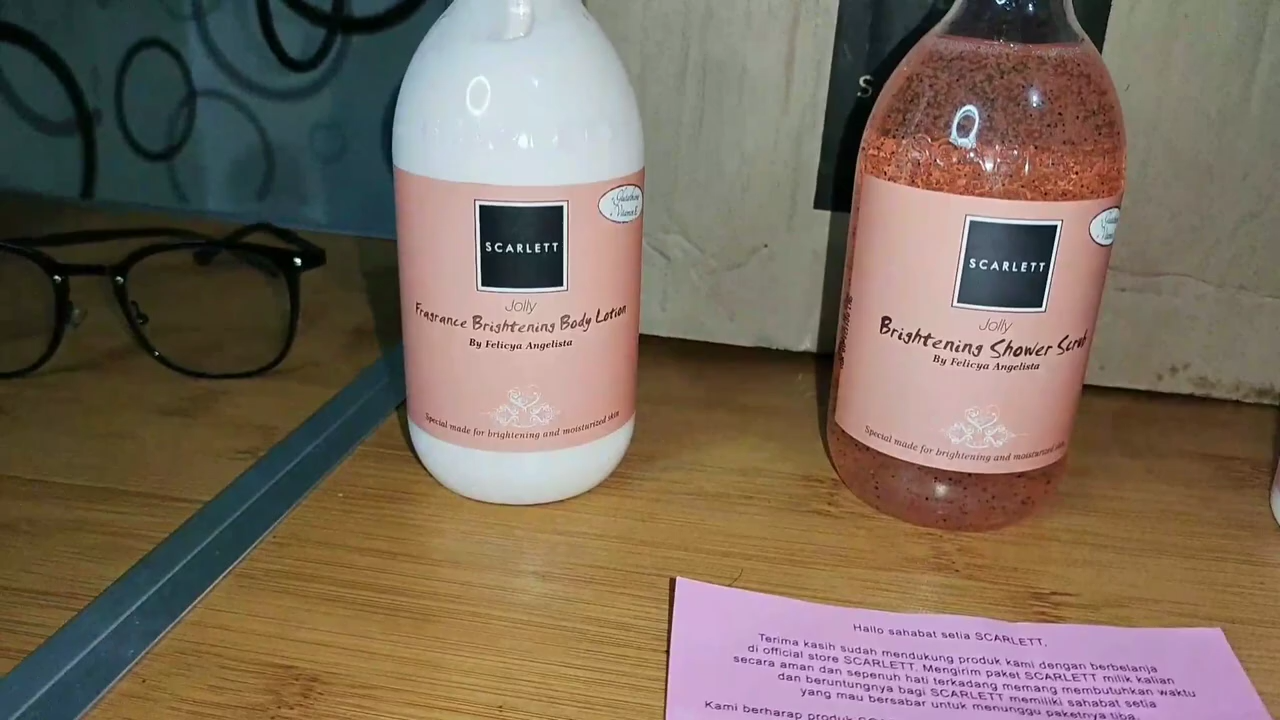 SCARLETT
Jolly
Fragrance Brightening Body Lotion
By Felicya Angelista
Special made for brightening and moisturized skin
Glutathione
Vitamin E
S
SCARLETT
Jolly
Brightening Shower Scrub
By Felicya Angelista
Special made for brightening and moisturized skin
Hallo sahabat setia SCARLETT,
Terima kasih sudah mendukung produk kami dengan berbelanja
di official store SCARLETT. Mengirim paket SCARLETT milik kalian
secara aman dan sepenuh hati terkadang memang membutuhkan waktu
dan beruntungnya bagi SCARLETT memiliki sahabat setia
yang mau bersabar untuk menunggu paketnya tiba.
Kami berharap produk